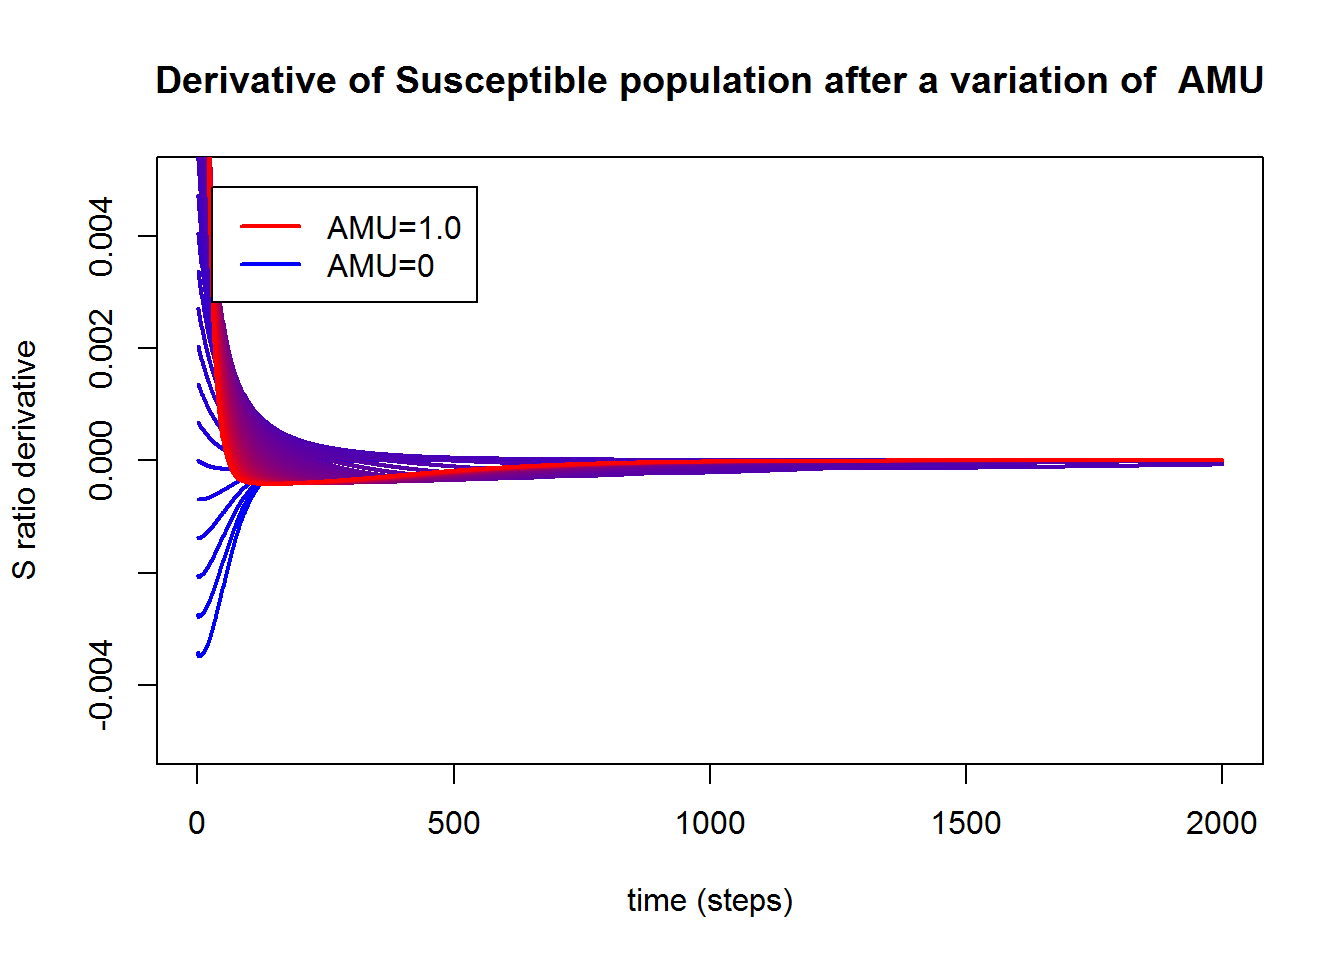 Derivative of Susceptible population after a variation of  AMU
AMU=1.0
AMU=0
S ratio derivative
0.004
0.002
0.000
-0.004
0
500
1000
1500
2000
time (steps)